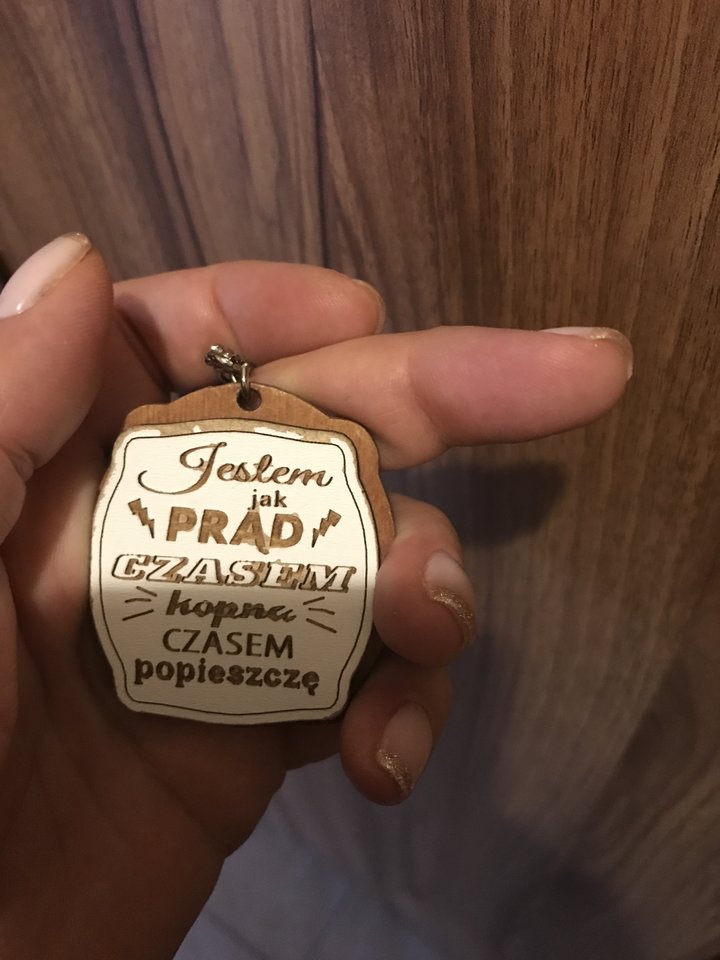 Jestem
jak
PRĄD
CZASEM
kopnę
CZASEM
popieszczę